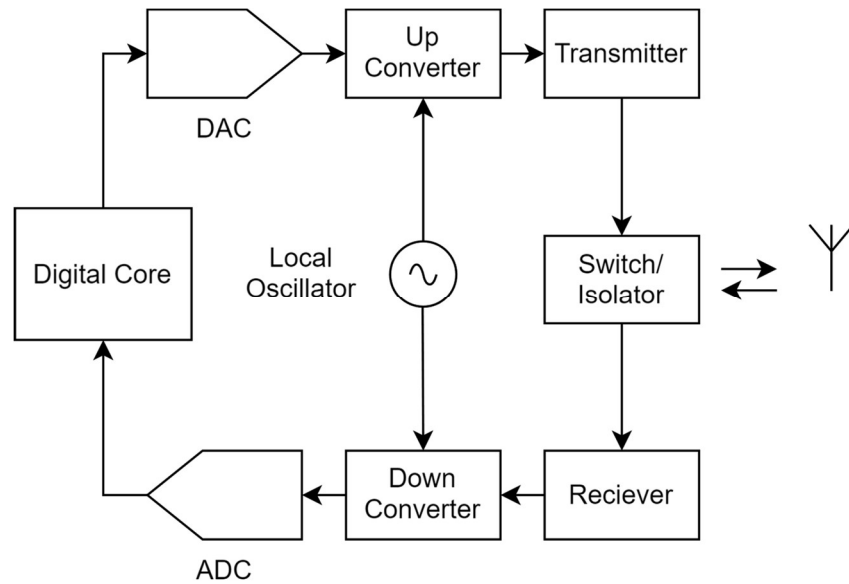 Up
Converter
Transmitter
DAC
Digital Core
Local
Oscillator
Switch/
Isolator
Down
Converter
Reciever
ADC